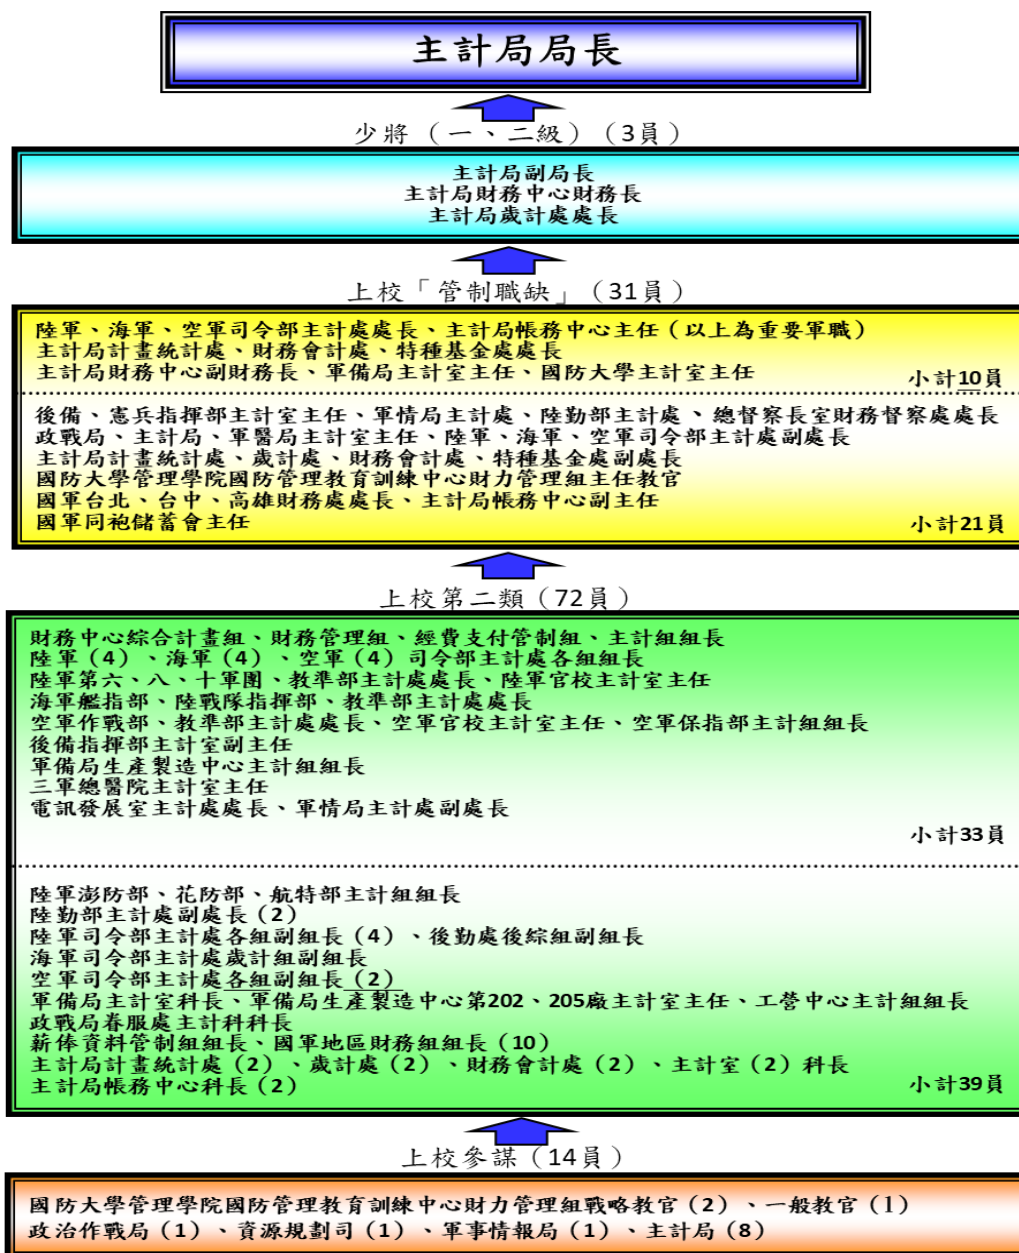 主計局局長
少將（一、二級）（3員）
主計局副局長
主計局財務中心財務長
主計局歲計處處長
上校「管制職缺」（31員）
陸軍、海軍、空軍司令部主計處處長、主計局帳務中心主任（以上為重要軍職）
主計局計畫統計處、財務會計處、特種基金處處長
主計局財務中心副財務長、軍備局主計室主任、國防大學主計室主任
小計10員
後備、憲兵指揮部主計室主任、軍情局主計處、陸勤部主計處、總督察長室財務督察處處長
政戰局、主計局、軍醫局主計室主任、陸軍、海軍、空軍司令部主計處副處長
主計局計畫統計處、歲計處、財務會計處、特種基金處副處長
國防大學管理學院國防管理教育訓練中心財力管理組主任教官
國軍台北、台中、高雄財務處處長、主計局帳務中心副主任
國軍同袍儲蓄會主任
小計21員
上校第二類（72員）
財務中心綜合計畫組、財務管理組、經費支付管制組、主計組組長
陸軍（4）、海軍（4）、空軍（4）司令部主計處各組組長
陸軍第六、八、十軍團、教準部主計處處長、陸軍官校主計室主任
海軍艦指部、陸戰隊指揮部、教準部主計處處長
空軍作戰部、教準部主計處處長、空軍官校主計室主任、空軍保指部主計組組長
後備指揮部主計室副主任
軍備局生產製造中心主計組組長
三軍總醫院主計室主任
電訊發展室主計處處長、軍情局主計處副處長
小計33員
陸軍澎防部、花防部、航特部主計組組長
陸勤部主計處副處長（2）
陸軍司令部主計處各組副組長（4）、後勤處後綜組副組長
海軍司令部主計處歲計組副組長
空軍司令部主計處各組副組長（2）
軍備局主計室科長、軍備局生產製造中心第202、205廠主計室主任、工營中心主計組組長
政戰局眷服處主計科科長
薪俸資料管制組組長、國軍地區財務組組長（10）
主計局計畫統計處（2）、歲計處（2）、財務會計處（2）、主計室（2）科長
主計局帳務中心科長（2）
小計39員
上校參謀（14員）
國防大學管理學院國防管理教育訓練中心財力管理組戰略教官（2）、一般教官（1）
政治作戰局（1）、資源規劃司（1）、軍事情報局（1）、主計局（8）